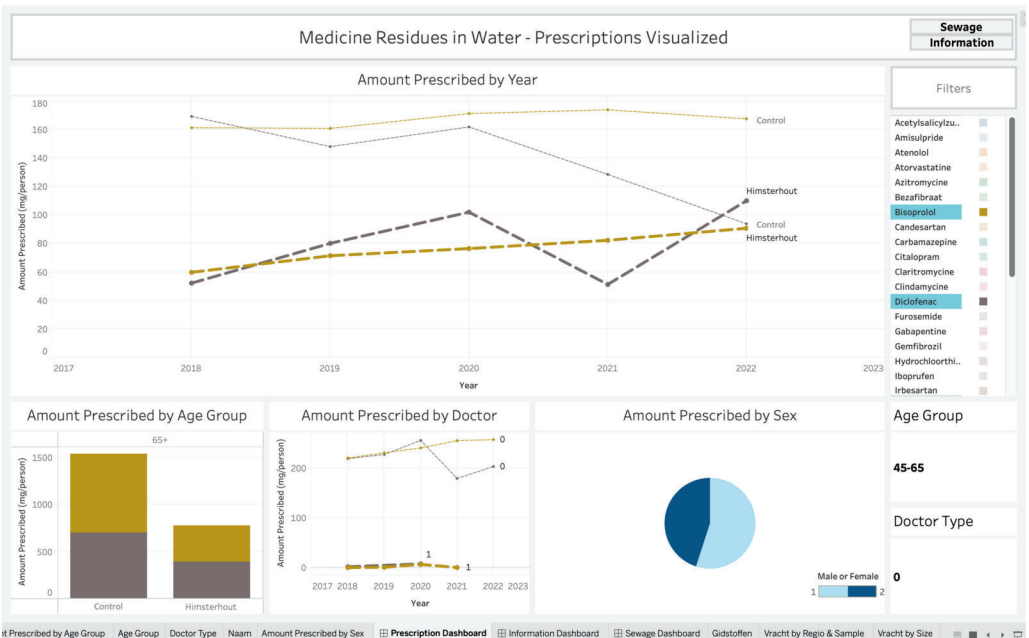 Medicine Residues in Water - Prescriptions Visualized
Sewage
Information
Amount Prescribed by Year
Filters
Amount Prescribed (mg/person)
180
160
140
120
100
80
60
40
20
0
Control
Himsterhout
Control
Himsterhout
2017 2018 2019 2020 2021 2022 2023
Year
Acetylsalicylzu..
Amisulpride
Atenolol
Atorvastatine
Azitromycine
Bezafibraat
Bisoprolol
Candesartan
Carbamazepine
Citalopram
Claritromycine
Clindamycine
Diclofenac
Furosemide
Gabapentine
Gemfibrozil
Hydrochloorthi..
Iboprufen
Irbesartan
Amount Prescribed by Age Group
65+
Amount Prescribed (mg/person)
1500
1000
500
0
Control Himsterhout
Amount Prescribed by Doctor
Amount Prescribed (mg/person)
200
100
0
0
0
1
1
2017 2018 2019 2020 2021 2022 2023
Year
Amount Prescribed by Sex
Male or Female
1 2
Age Group
45-65
Doctor Type
0
nt Prescribed by Age Group Age Group Doctor Type Naam Amount Prescribed by Sex Prescription Dashboard Information Dashboard Sewage Dashboard Gidstoffen Vracht by Regio & Sample Vracht by Size